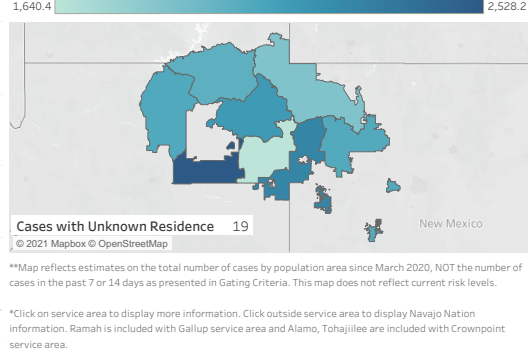 1,640.4 2,528.2
New Mexico
Cases with Unknown Residence 19
© 2021 Mapbox © OpenStreetMap
**Map reflects estimates on the total number of cases by population area since March 2020, NOT the number of
cases in the past 7 or 14 days as presented in Gating Criteria. This map does not reflect current risk levels.
*Click on service area to display more information. Click outside service area to display Navajo Nation
information. Ramah is included with Gallup service area and Alamo, Tohajiilee are included with Crownpoint
service area.